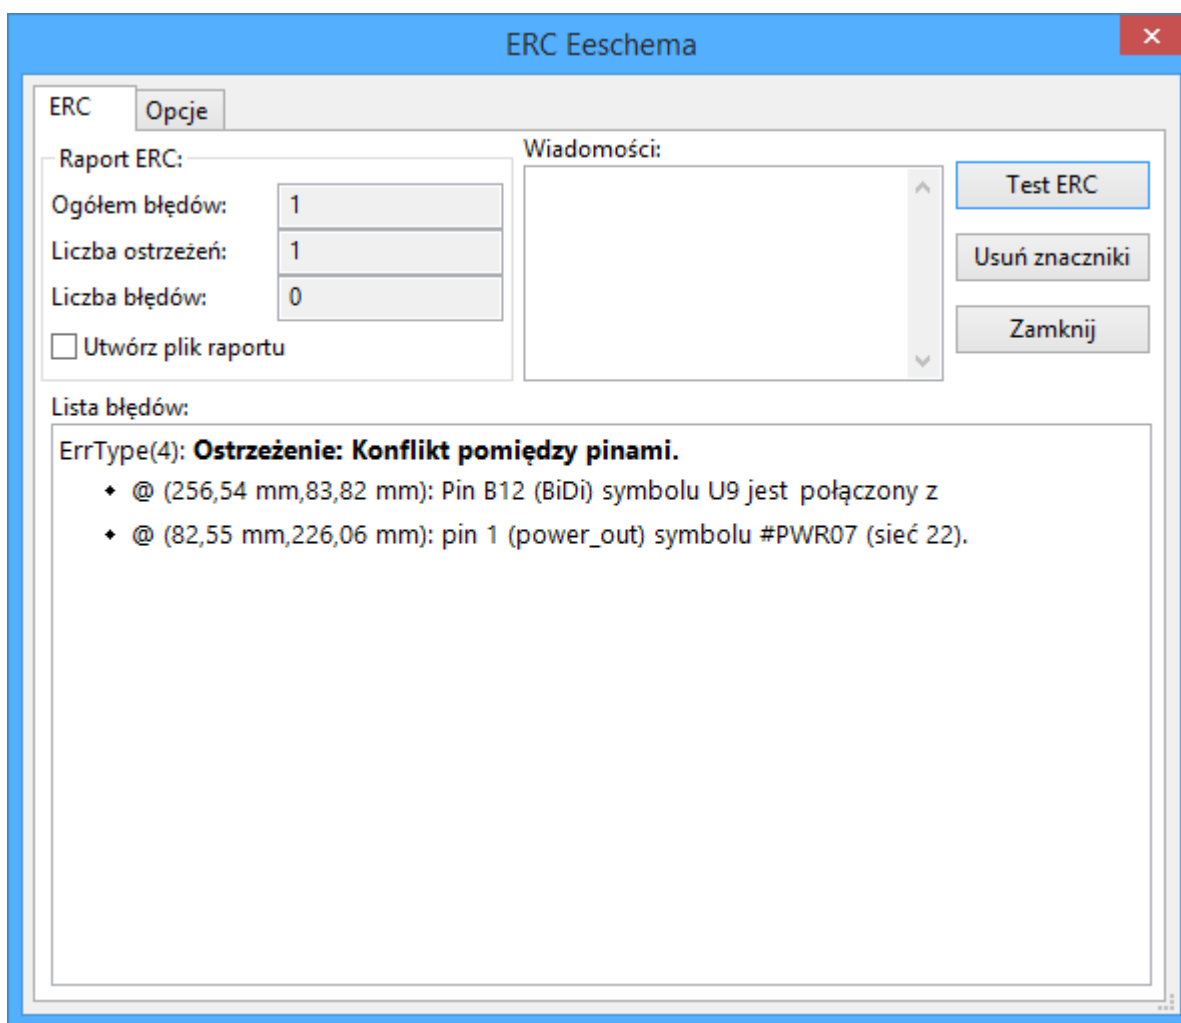 ERC Eeschema
ERC
Opcje
Raport ERC:
Ogółem błędów:
1
Liczba ostrzeżeń:
1
Liczba błędów:
0
Utwórz plik raportu
Wiadomości:
Test ERC
Usuń znaczniki
Zamknij
Lista błędów:
ErrType(4): Ostrzeżenie: Konflikt pomiędzy pinami.
@ (256,54 mm,83,82 mm): Pin B12 (BiDi) symbolu U9 jest połączony z
@ (82,55 mm,226,06 mm): pin 1 (power_out) symbolu #PWR07 (sieć 22).